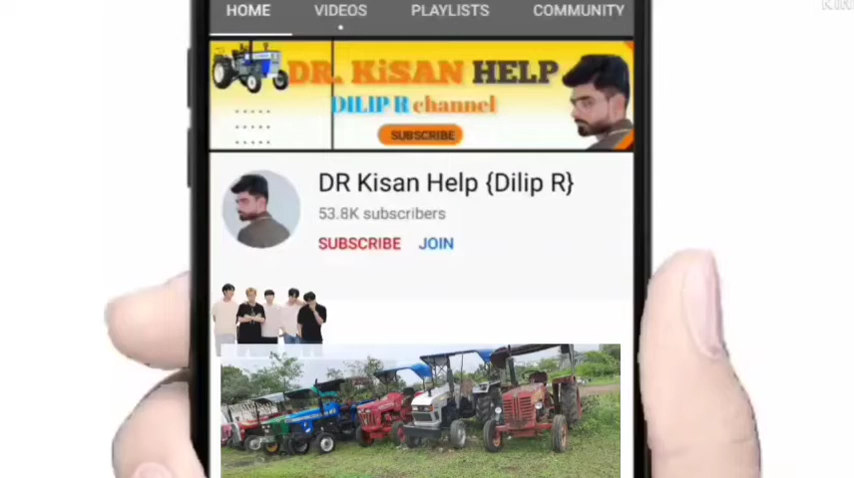 HOME VIDEOS PLAYLISTS COMMUNITY
DR. KiSAN HELP
DILIP R channel
SUBSCRIBE
DR Kisan Help {Dilip R}
53.8K subscribers
SUBSCRIBE JOIN